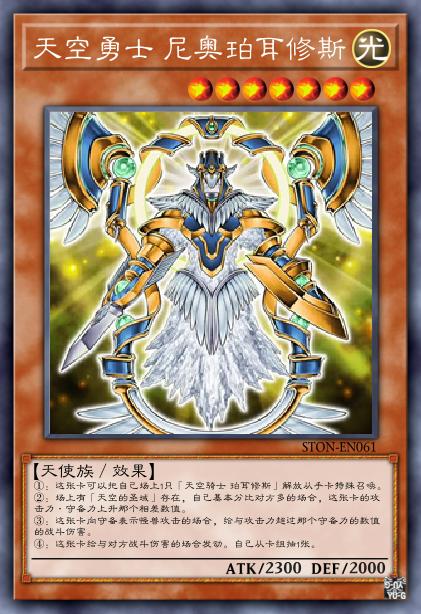 天空勇士 尼奥珀耳修斯 光
STON-EN061
【天使族／效果】
①：这张卡可以把自己场上1只「天空骑士 珀耳修斯」解放从手卡特殊召唤。
②：场上有「天空的圣域」存在，自己基本分比对方多的场合，这张卡的攻
击力・守备力上升那个相差数值。
③：这张卡向守备表示怪兽攻击的场合，给与攻击力超过那个守备力的数值
的战斗伤害。
④：这张卡给与对方战斗伤害的场合发动。自己从卡组抽1张。
ATK/2300 DEF/2000